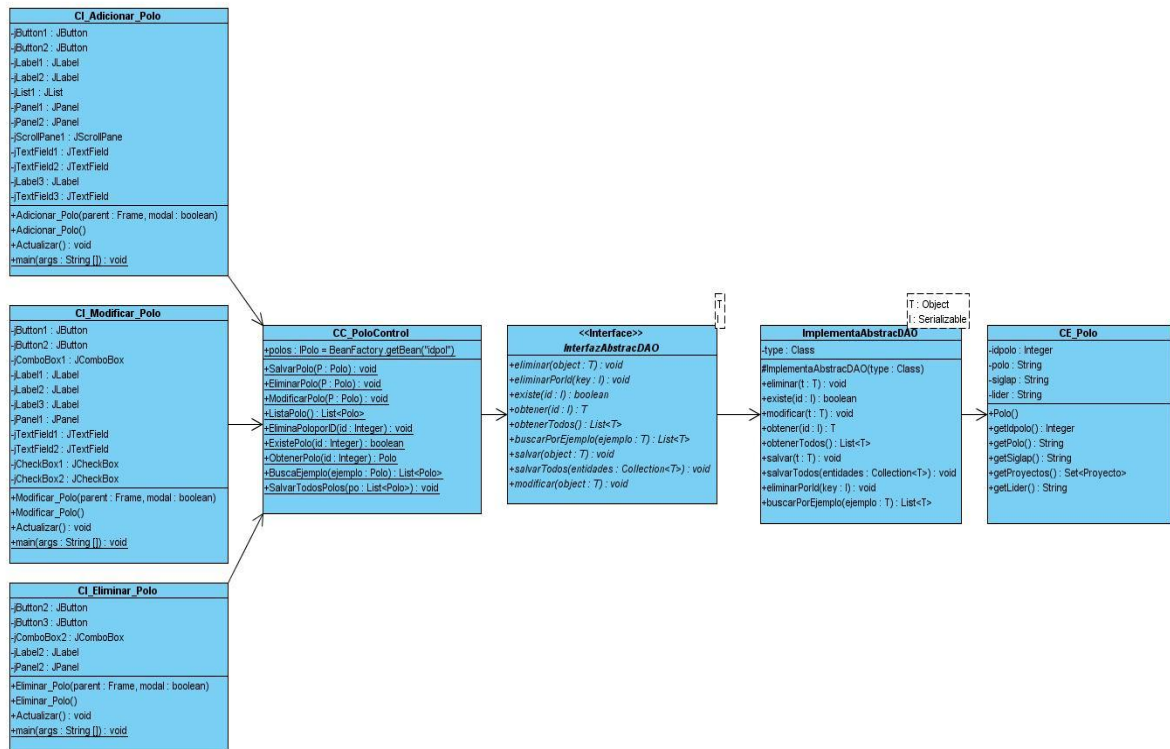 CI_Adicionar_Polo
-jButton1 : JButton
-jButton2 : JButton
-jLabel1 : JLabel
-jLabel2 : JLabel
-jList1 : JList
-jPanel1 : JPanel
-jPanel2 : JPanel
-jScrollPane1 : JScrollPane
-jTextField1 : JTextField
-jTextField2 : JTextField
-jLabel3 : JLabel
-jTextField3 : JTextField
+Adicionar_Polo(parent : Frame, modal : boolean)
+Adicionar_Polo()
+Actualizar() : void
+main(args : String []) : void
CI_Modificar_Polo
-jButton1 : JButton
-jButton2 : JButton
-jComboBox1 : JComboBox
-jLabel1 : JLabel
-jLabel2 : JLabel
-jLabel3 : JLabel
-jPanel1 : JPanel
-jTextField1 : JTextField
-jTextField2 : JTextField
-jCheckBox1 : JCheckBox
-jCheckBox2 : JCheckBox
+Modificar_Polo(parent : Frame, modal : boolean)
+Modificar_Polo()
+Actualizar() : void
+main(args : String []) : void
CI_Eliminar_Polo
-jButton2 : JButton
-jButton3 : JButton
-jComboBox2 : JComboBox
-jLabel2 : JLabel
-jPanel2 : JPanel
+Eliminar_Polo(parent : Frame, modal : boolean)
+Eliminar_Polo()
+Actualizar() : void
+main(args : String []) : void
CC_PoloControl
+polos : IPolo = BeanFactory.getBean("idpol")
+SalvarPolo(P : Polo) : void
+EliminarPolo(P : Polo) : void
+ModificarPolo(P : Polo) : void
+ListaPolo() : List<Polo>
+EliminaPoloporID(id : Integer) : void
+ExistePolo(id : Integer) : boolean
+ObtenerPolo(id : Integer) : Polo
+BuscaEjemplo(ejemplo : Polo) : List<Polo>
+SalvarTodosPolos(po : List<Polo>) : void
T
I
<<Interface>>
InterfazAbstracDAO
+eliminar(object : T) : void
+eliminarPorId(key : I) : void
+existe(id : I) : boolean
+obtener(id : I) : T
+obtenerTodos() : List<T>
+buscarPorEjemplo(ejemplo : T) : List<T>
+salvar(object : T) : void
+salvarTodos(entidades : Collection<T>) : void
+modificar(object : T) : void
T : Object
I : Serializable
ImplementaAbstracDAO
-type : Class
#ImplementaAbstracDAO(type : Class)
+eliminar(t : T) : void
+existe(id : I) : boolean
+modificar(t : T) : void
+obtener(id : I) : T
+obtenerTodos() : List<T>
+salvar(t : T) : void
+salvarTodos(entidades : Collection<T>) : void
+eliminarPorId(key : I) : void
+buscarPorEjemplo(ejemplo : T) : List<T>
CE_Polo
-idpolo : Integer
-polo : String
-siglap : String
-lider : String
+Polo()
+getIdpolo() : Integer
+getPolo() : String
+getSiglap() : String
+getProyectos() : Set<Proyecto>
+getLider() : String